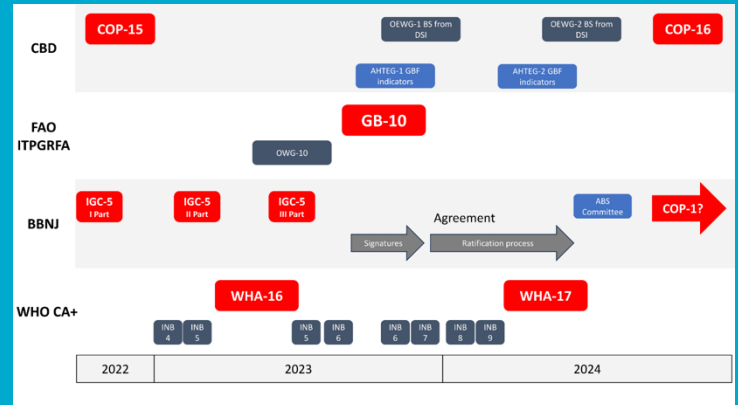 COP-15
OEWG-1 BS from
DSI
OEWG-2 BS from
DSI
COP-16
CBD
AHTEG-1 GBF
indicators
AHTEG-2 GBF
indicators
FAO
ITPGRFA
GB-10
OWG-10
BBNJ
IGC-5
I Part
IGC-5
II Part
IGC-5
III Part
ABS
Committee
COP-1?
Agreement
Signatures
Ratification process
WHO CA+
WHA-16
WHA-17
INB
4
INB
5
INB
5
INB
6
INB
6
INB
7
INB
8
INB
9
2022
2023
2024